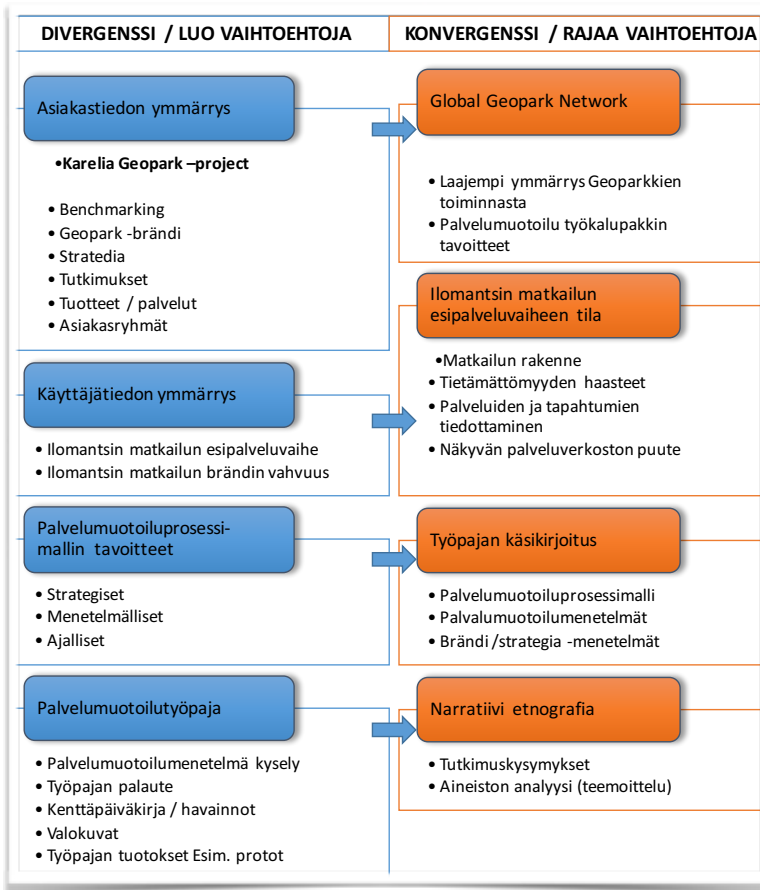 DIVERGENSSI / LUO VAIHTOEHTOJA
KONVERGENSSI / RAJAA VAIHTOEHTOJA
Asiakastiedon ymmärrys
•Karelia Geopark –project
• Benchmarking
• Geopark -brändi
• Stratedia
• Tutkimukset
• Tuotteet / palvelut
• Asiakasryhmät
Global Geopark Network
• Laajempi ymmärrys Geoparkkien
toiminnasta
• Palvelumuotoilu työkalupakkin
tavoitteet
Käyttäjätiedon ymmärrys
• Ilomantsin matkailun esipalveluvaihe
• Ilomantsin matkailun brändin vahvuus
Ilomantsin matkailun
esipalveluvaiheen tila
•Matkailun rakenne
• Tietämättömyyden haasteet
• Palveluiden ja tapahtumien
tiedottaminen
• Näkyvän palveluverkoston puute
Palvelumuotoiluprosessi-
mallin tavoitteet
• Strategiset
• Menetelmälliset
• Ajalliset
Työpajan käsikirjoitus
• Palvelumuotoiluprosessimalli
• Palvalumuotoilumenetelmät
• Brändi /strategia -menetelmät
Palvelumuotoilutyöpaja
• Palvelumuotoilumenetelmä kysely
• Työpajan palaute
• Kenttäpäiväkirja / havainnot
• Valokuvat
• Työpajan tuotokset Esim. protot
Narratiivi etnografia
• Tutkimuskysymykset
• Aineiston analyysi (teemoittelu)